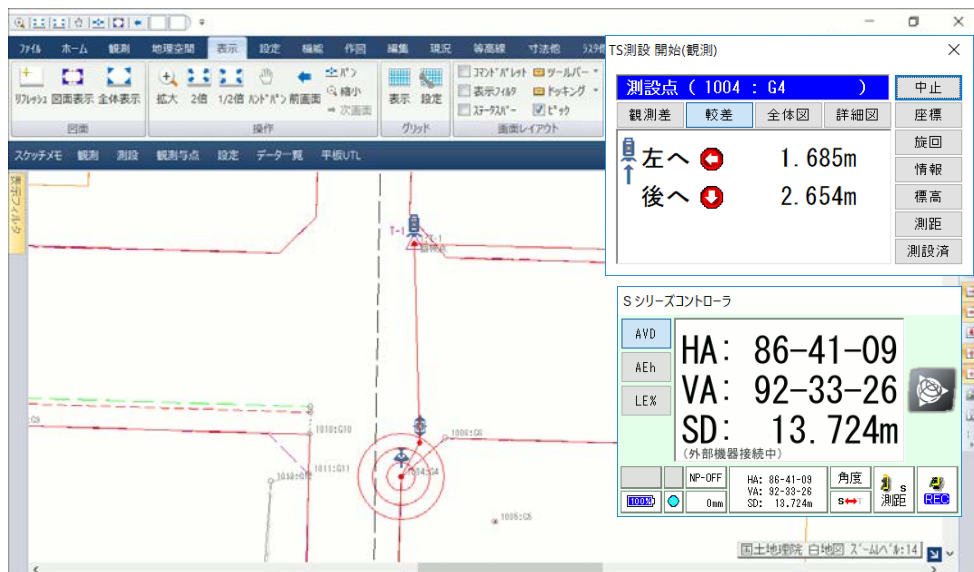 ファイル ホーム 観測 地理空間 表示 設定 機能 作図 編集 現況 等高線 寸法他
リフレッシュ 図面表示 全体表示
図面
拡大 2倍 1/2倍 ハンドパン 前画面
パン
縮小
次画面
操作
表示 設定
グリッド
コマンドパレット ツールバー
表示フィルタ ドッキング
ステータスバー ピック
画面レイアウト
スケッチメモ 観測 測設 観測与点 設定 データ一覧 平板UTL
表示フィルタ
T-1
:G9
1010:G10
1011:G11
1006:G6
1004:G4
国土地理院 白地図 ズームレベル:14
TS測設 開始(観測)
測設点 ( 1004 : G4 )
観測差 較差 全体図 詳細図
左へ 1.685m
後へ 2.654m
中止
座標
旋回
情報
標高
測距
測設済
Sシリーズコントローラ
AVD
AEh
LE%
HA: 86-41-09
VA: 92-33-26
SD: 13.724m
(外部機器接続中)
100%
NP-OFF
0mm
HA: 86-41-09
VA: 92-33-26
SD: 13.724m
角度
S↔T
S
測距
REC